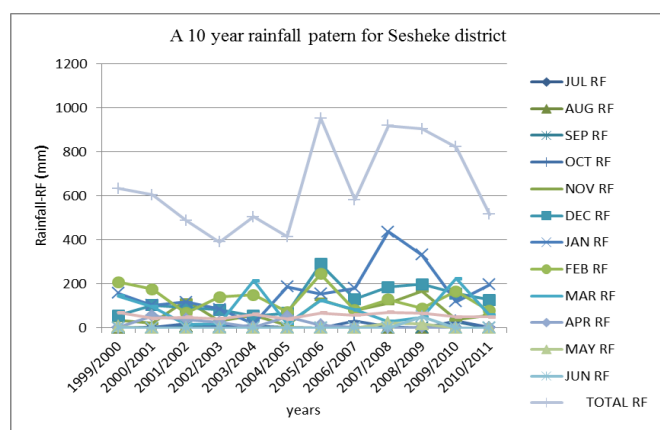 A 10 year rainfall patern for Sesheke district
Rainfall-RF (mm)
1200
1000
800
600
400
200
0
1999/2000
2000/2001
2001/2002
2002/2003
2003/2004
2004/2005
2005/2006
2006/2007
2007/2008
2008/2009
2009/2010
2010/2011
years
JUL RF
AUG RF
SEP RF
OCT RF
NOV RF
DEC RF
JAN RF
FEB RF
MAR RF
APR RF
MAY RF
JUN RF
TOTAL RF